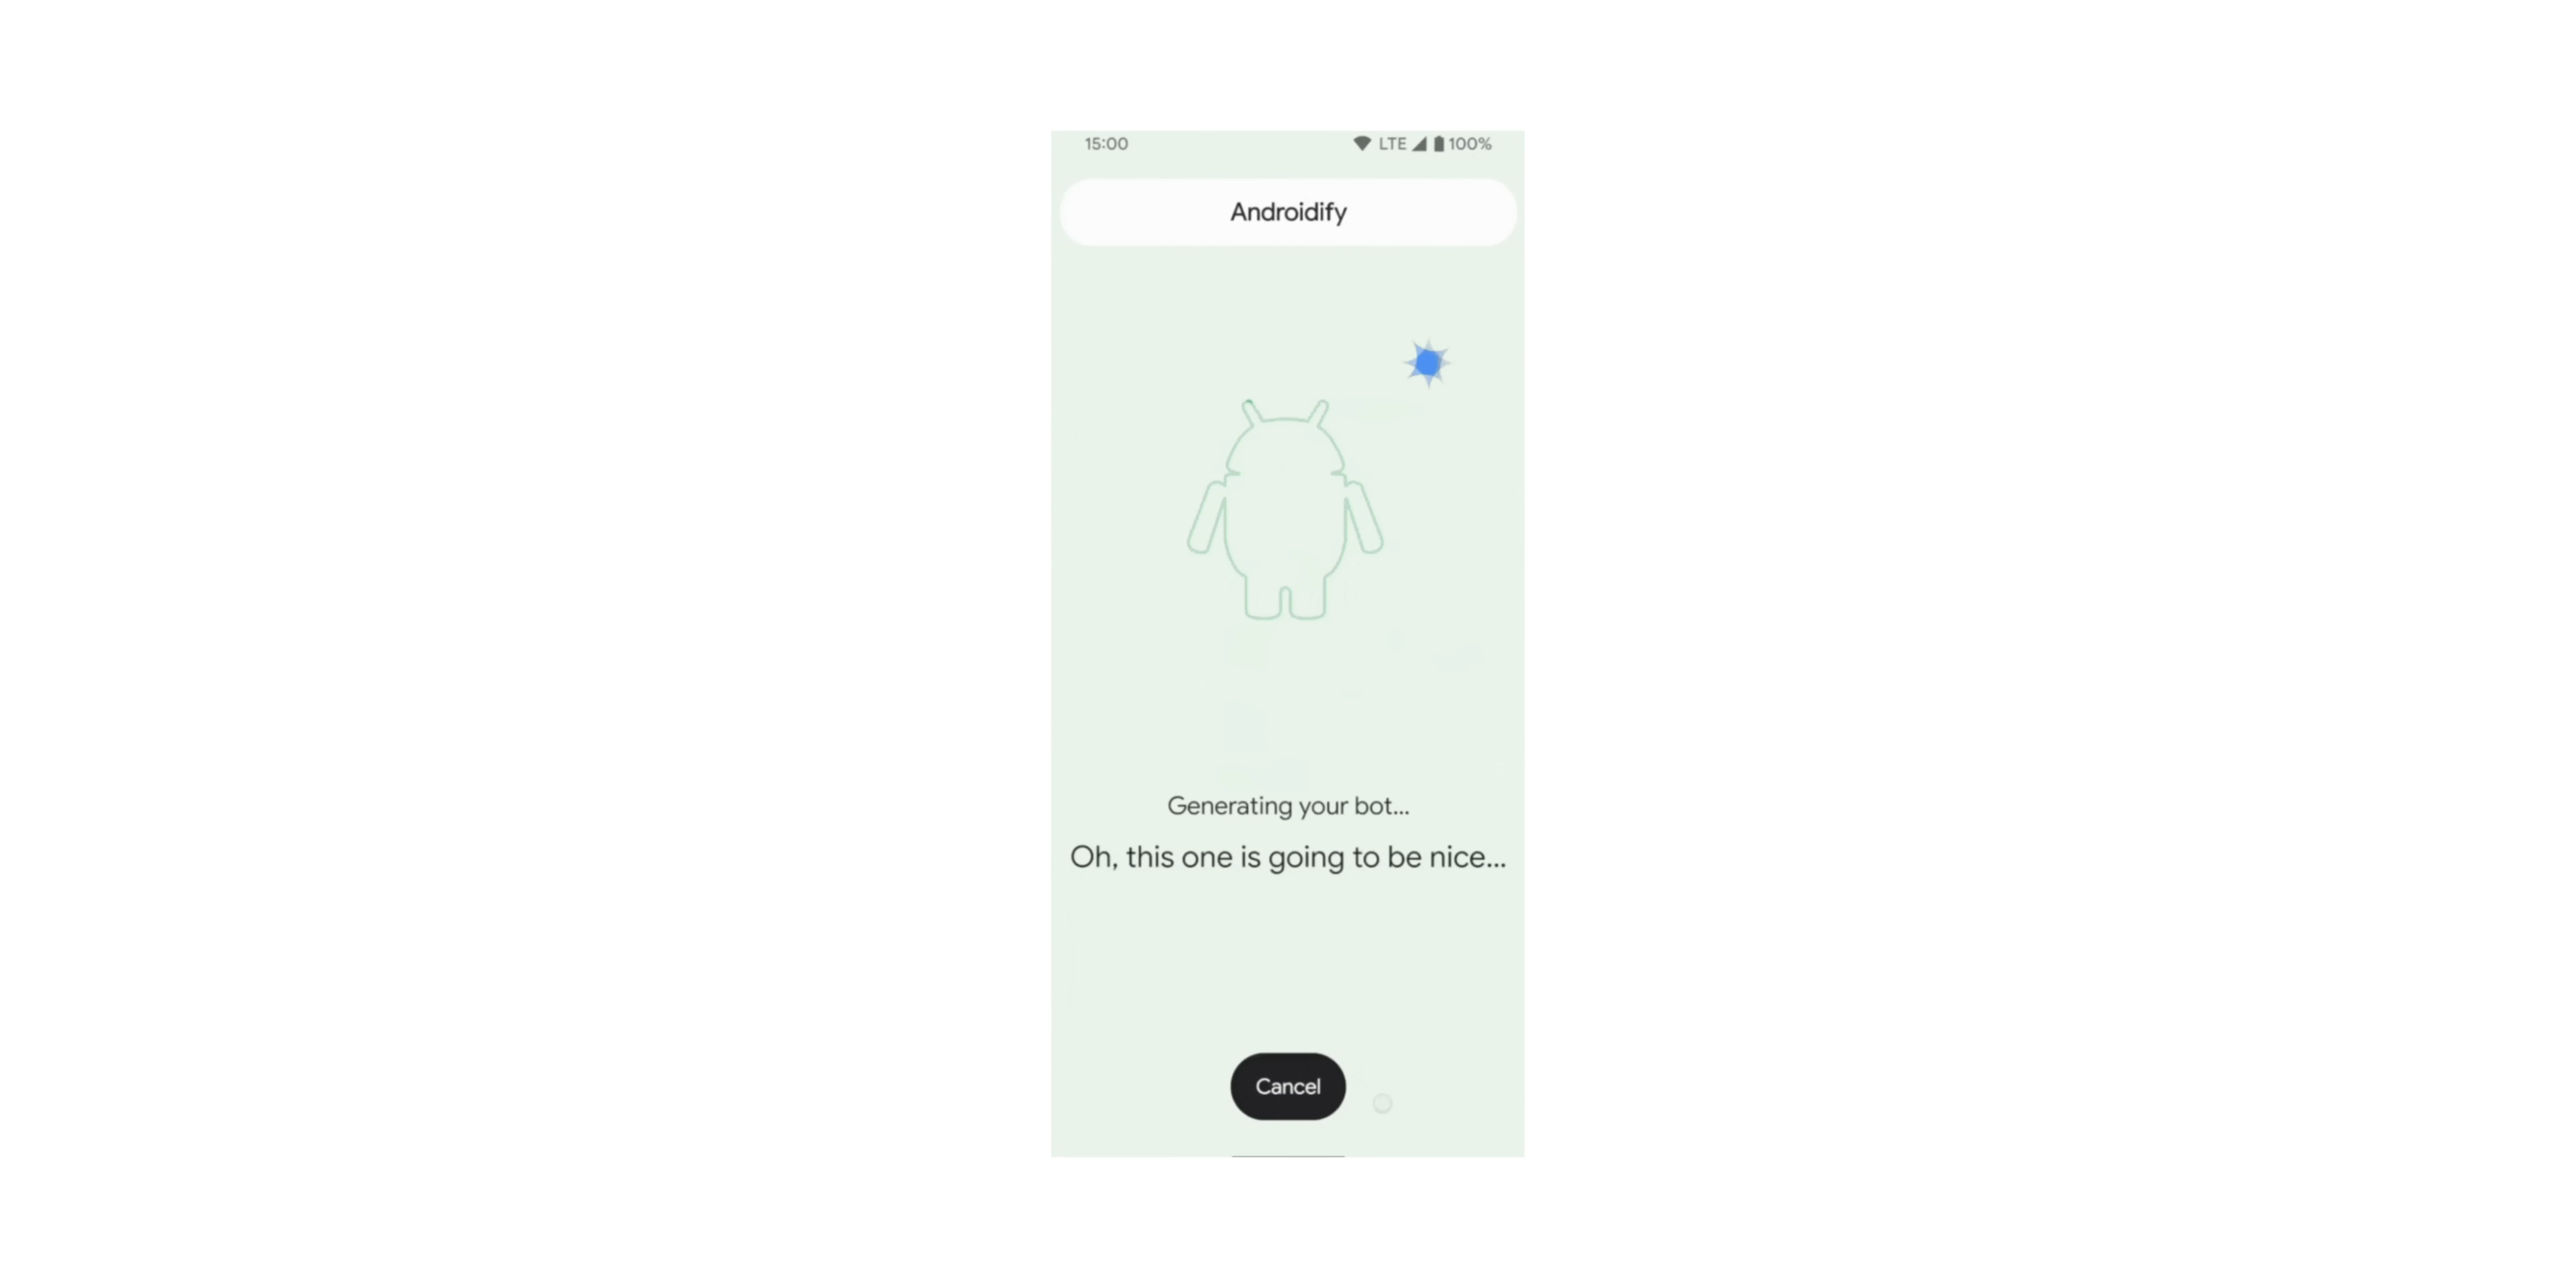 15:00 LTE 100%
Androidify
Generating your bot...
Oh, this one is going to be nice...
Cancel